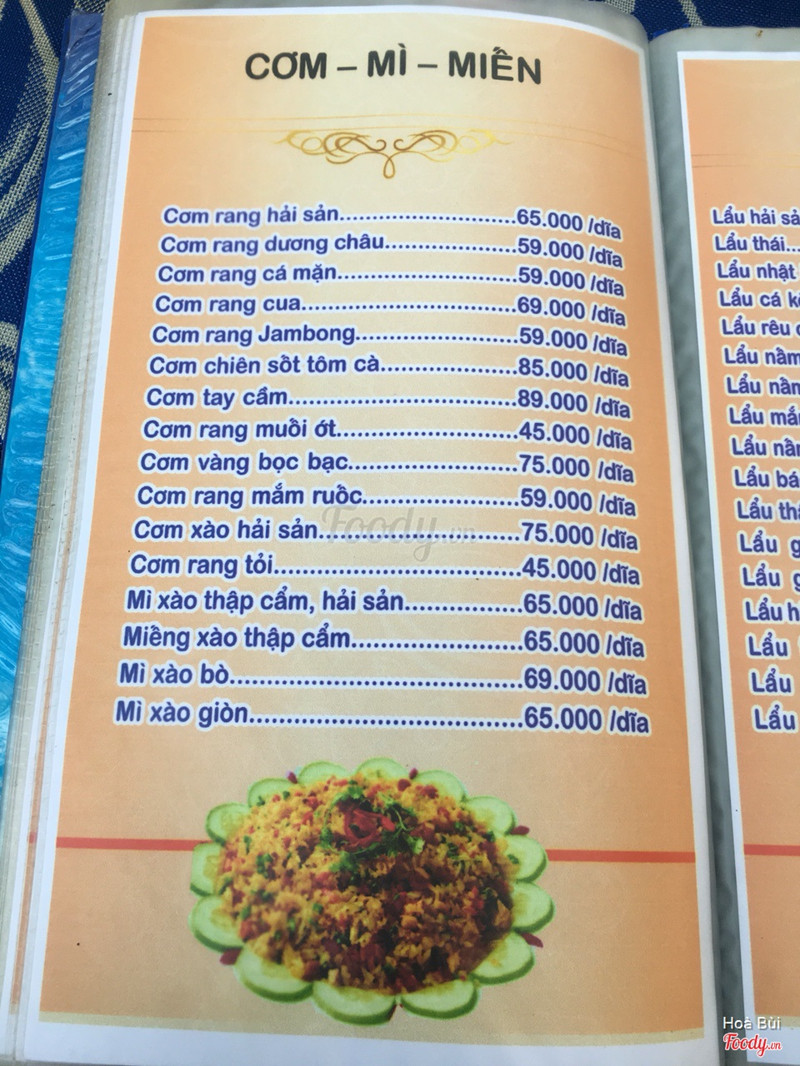 CƠM – MÌ – MIẾN
Cơm rang hải sản............................65.000 /dĩa
Cơm rang dương châu.....................59.000 /dĩa
Cơm rang cá mặn.............................59.000 /dĩa
Cơm rang cua...................................69.000 /dĩa
Cơm rang Jambong..........................59.000 /dĩa
Cơm chiên sốt tôm cà......................85.000 /dĩa
Cơm tay cầm.....................................89.000 /dĩa
Cơm rang muối ớt.............................45.000 /dĩa
Cơm vàng bọc bạc...........................75.000 /dĩa
Cơm rang mắm ruốc.........................59.000 /dĩa
Cơm xào hải sản...............................75.000 /dĩa
Cơm rang tỏi......................................45.000 /dĩa
Mì xào thập cẩm, hải sản..................65.000 /dĩa
Miềng xào thập cẩm..........................65.000 /dĩa
Mì xào bò...........................................69.000 /dĩa
Mì xào giòn........................................65.000 /dĩa
Foody.vn
Lẩu hải
Lẩu thái...
Lẩu nhật
Lẩu cá
Lẩu rêu
Lẩu
Lẩu
Lẩu
Lẩu
Lẩu
Lẩu
Lẩu
Lẩu
Lẩu
Lẩu
Lẩu
Lẩu
Hoà Bùi
Foody.vn